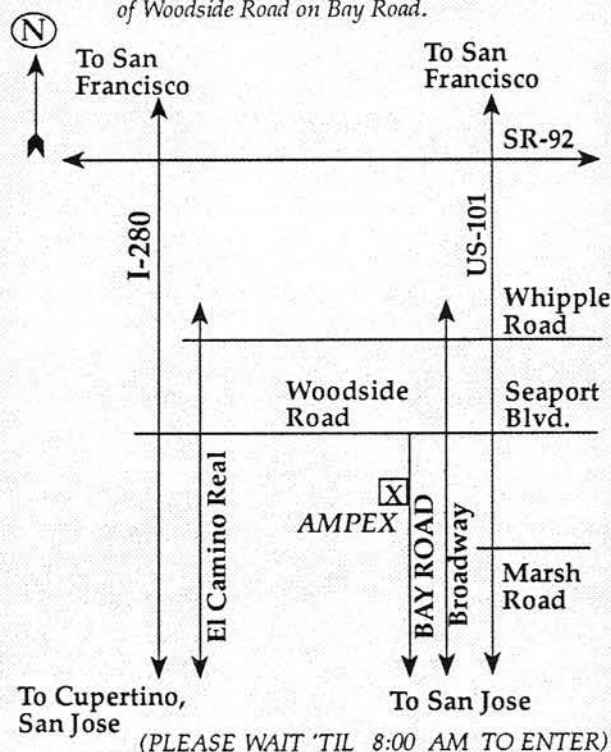 of Woodside Road on Bay Road.
N
To San
Francisco
To San
Francisco
SR-92
I-280
US-101
Whipple
Road
Woodside
Road
Seaport
Blvd.
X
AMPEX
El Camino Real
BAY ROAD
Broadway
Marsh
Road
To Cupertino,
San Jose
To San Jose
(PLEASE WAIT 'TIL 8:00 AM TO ENTER)